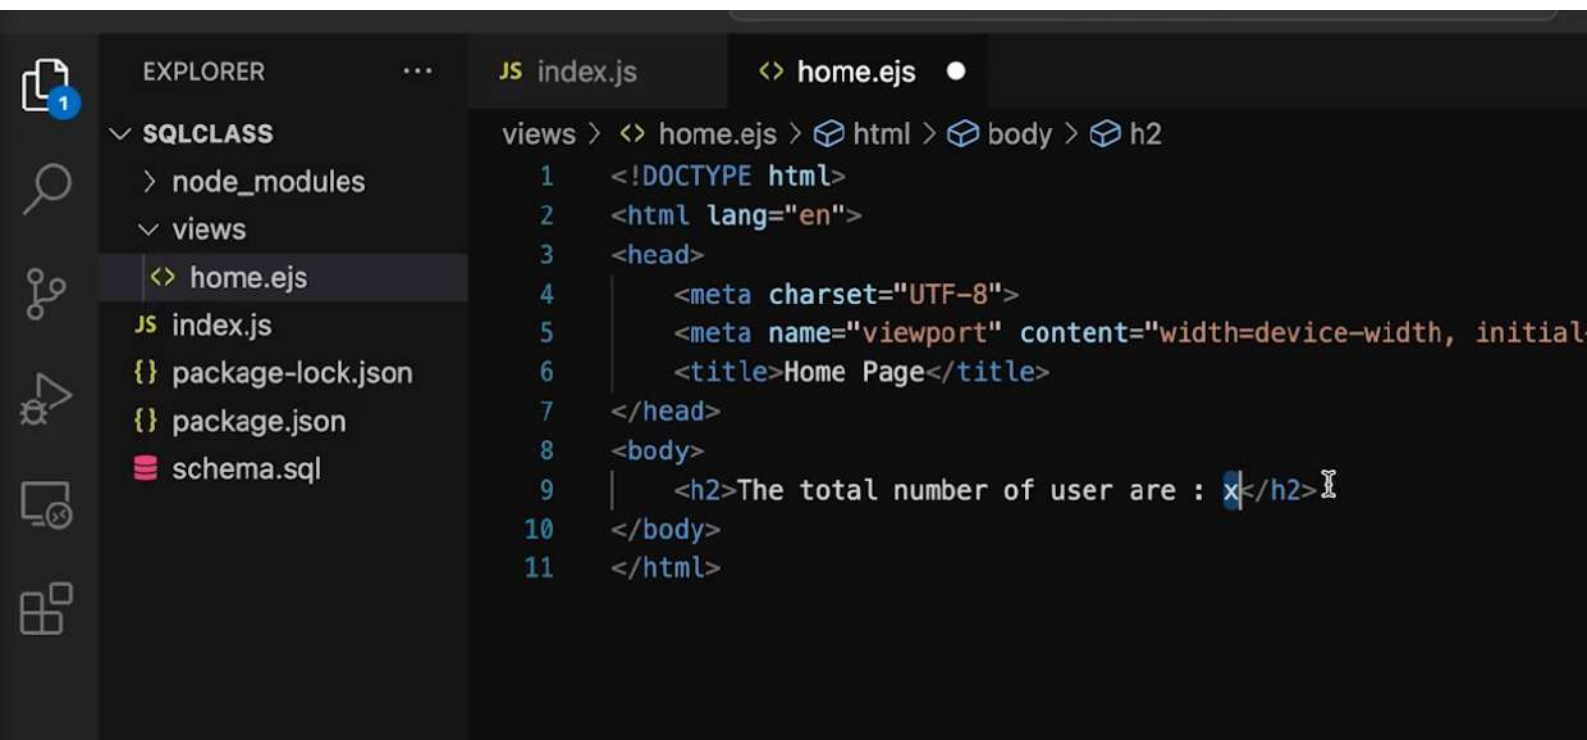 EXPLORER ...
1
SQLCLASS
node_modules
views
<> home.ejs
JS index.js
{} package-lock.json
{} package.json
schema.sql
JS index.js <> home.ejs
views > <> home.ejs > html > body > h2
1 <!DOCTYPE html>
2 <html lang="en">
3 <head>
4 <meta charset="UTF-8">
5 <meta name="viewport" content="width=device-width, initial-
6 <title>Home Page</title>
7 </head>
8 <body>
9 <h2>The total number of user are : x</h2>
10 </body>
11 </html>